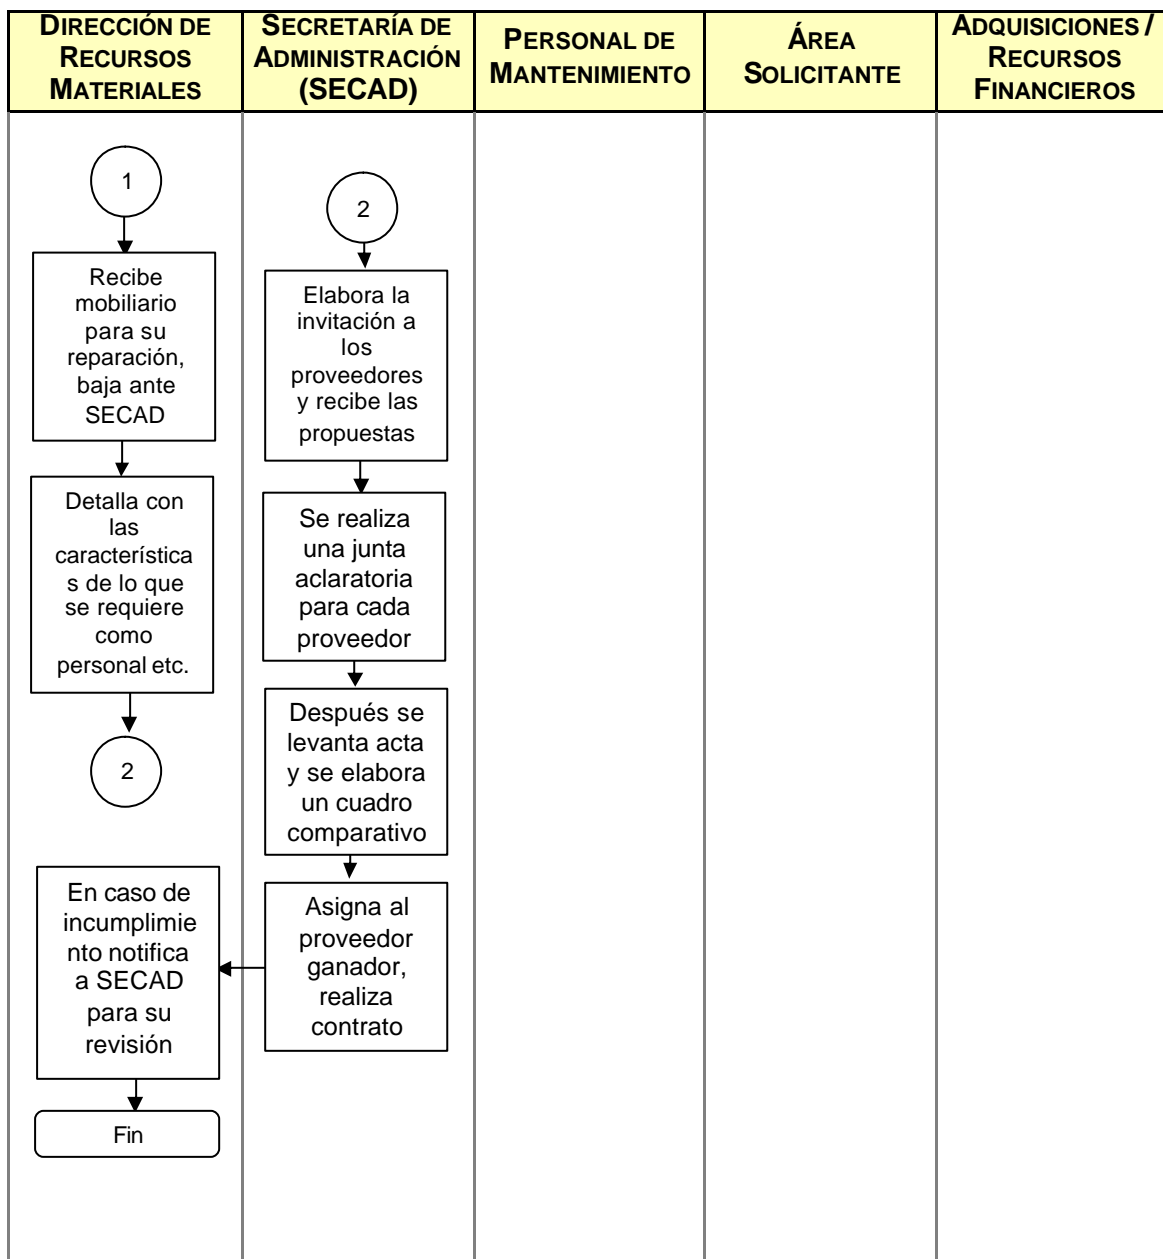 DIRECCIÓN DE
RECURSOS
MATERIALES
SECRETARÍA DE
ADMINISTRACIÓN
(SECAD)
PERSONAL DE
MANTENIMIENTO
ÁREA
SOLICITANTE
ADQUISICIONES /
RECURSOS
FINANCIEROS
1
Recibe
mobiliario
para su
reparación,
baja ante
SECAD
Detalla con
las
característica
s de lo que
se requiere
como
personal etc.
2
En caso de
incumplimie
nto notifica
a SECAD
para su
revisión
Fin
2
Elabora la
invitación a
los
proveedores
y recibe las
propuestas
Se realiza
una junta
aclaratoria
para cada
proveedor
Después se
levanta acta
y se elabora
un cuadro
comparativo
Asigna al
proveedor
ganador,
realiza
contrato